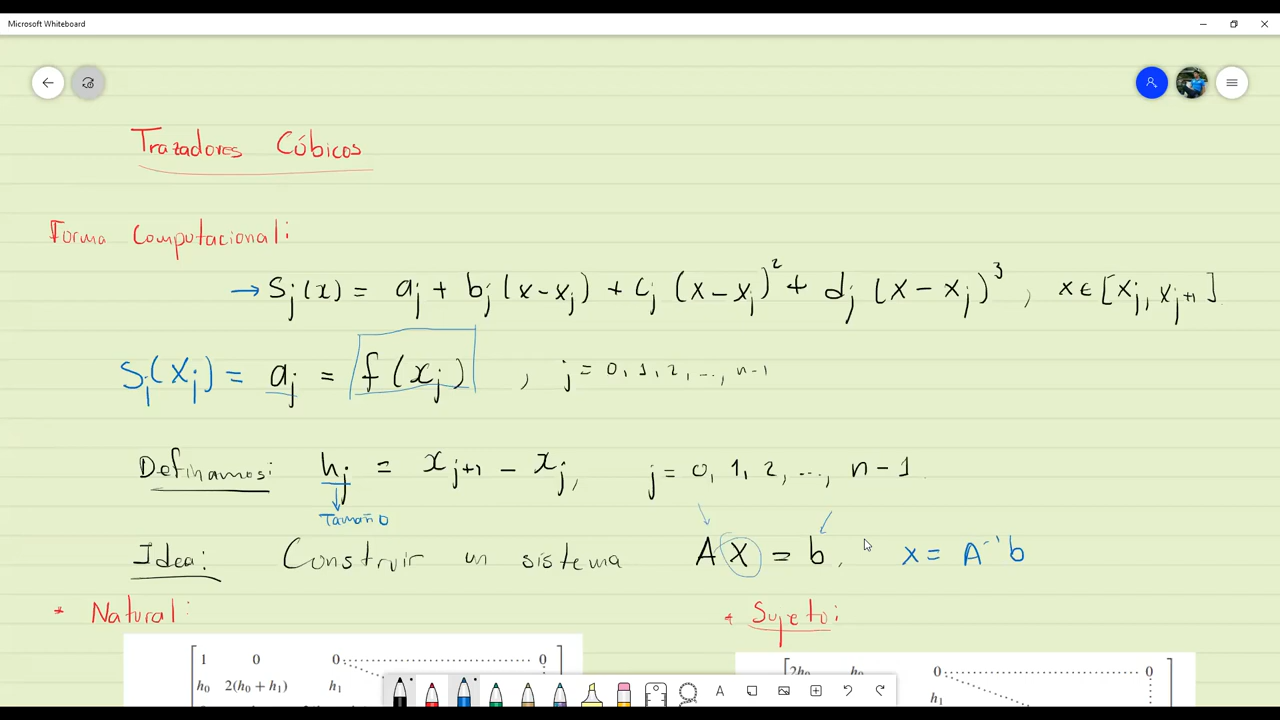 Microsoft Whiteboard
Trazadores Cúbicos
Forma Computacional:
→ Sj(x) = aj + bj(x-xj) + cj(x-xj)² + dj(x-xj)³, x ∈ [xj, xj+1].
Sj(xj) = aj = f(xj), j = 0, 1, 2, ..., n-1
Definamos: hj = xj+1 - xj, j = 0, 1, 2, ..., n-1
Tamaño
Idea: Construir un sistema AX = b, x = A⁻¹b
* Natural:
* Sujeto:
1 0 0 0
h0 2(h0 + h1) h1
2h0 h0 0 0
h1
A